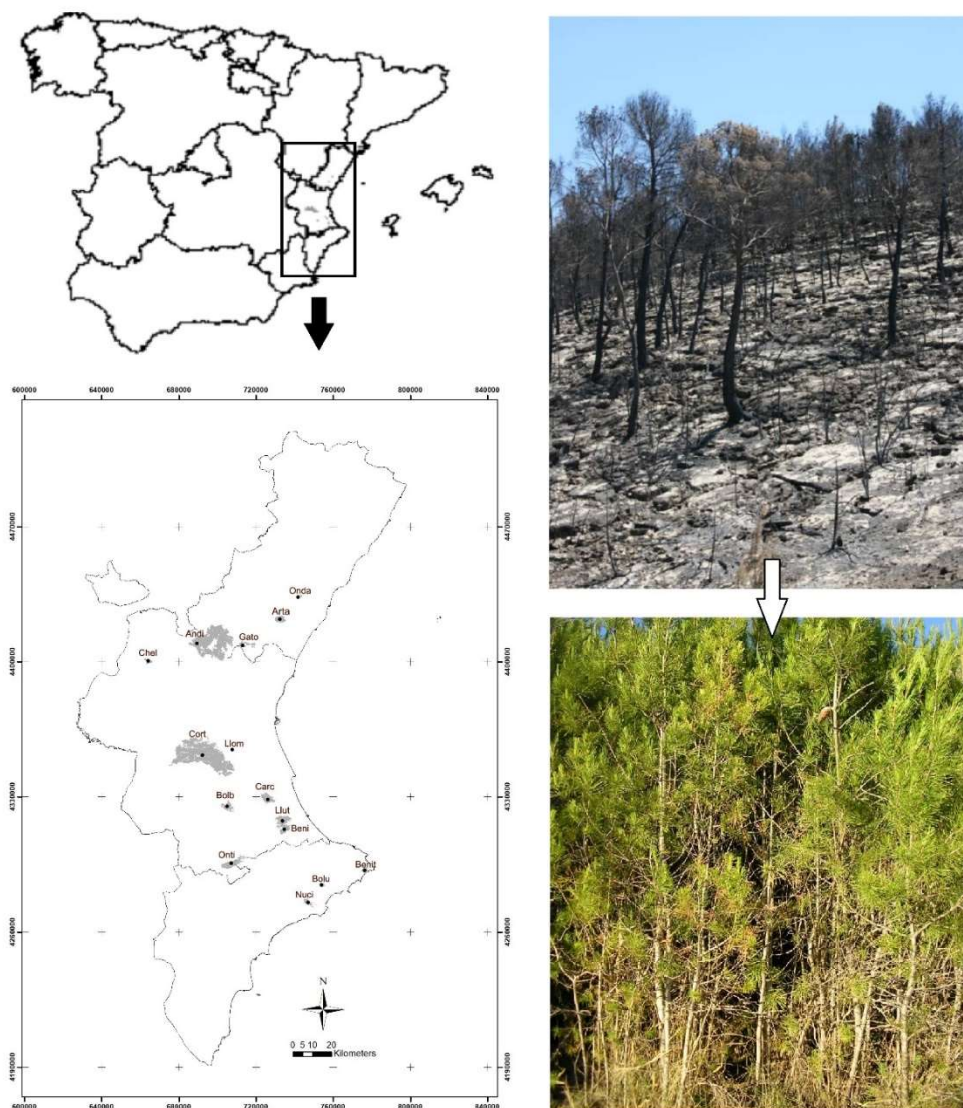 600000 640000 680000 720000 760000 800000 840000
4470000 4470000
Onda
Arta
Andi
Gato
Chel
4400000 4400000
Cort
Llom
Carc
4330000 4330000
Bolb
Llut
Beni
Onti
Benit
Bolu
Nuci
4260000 4260000
N
0 5 10 20
Kilometers
4190000 4190000
600000 640000 680000 720000 760000 800000 840000